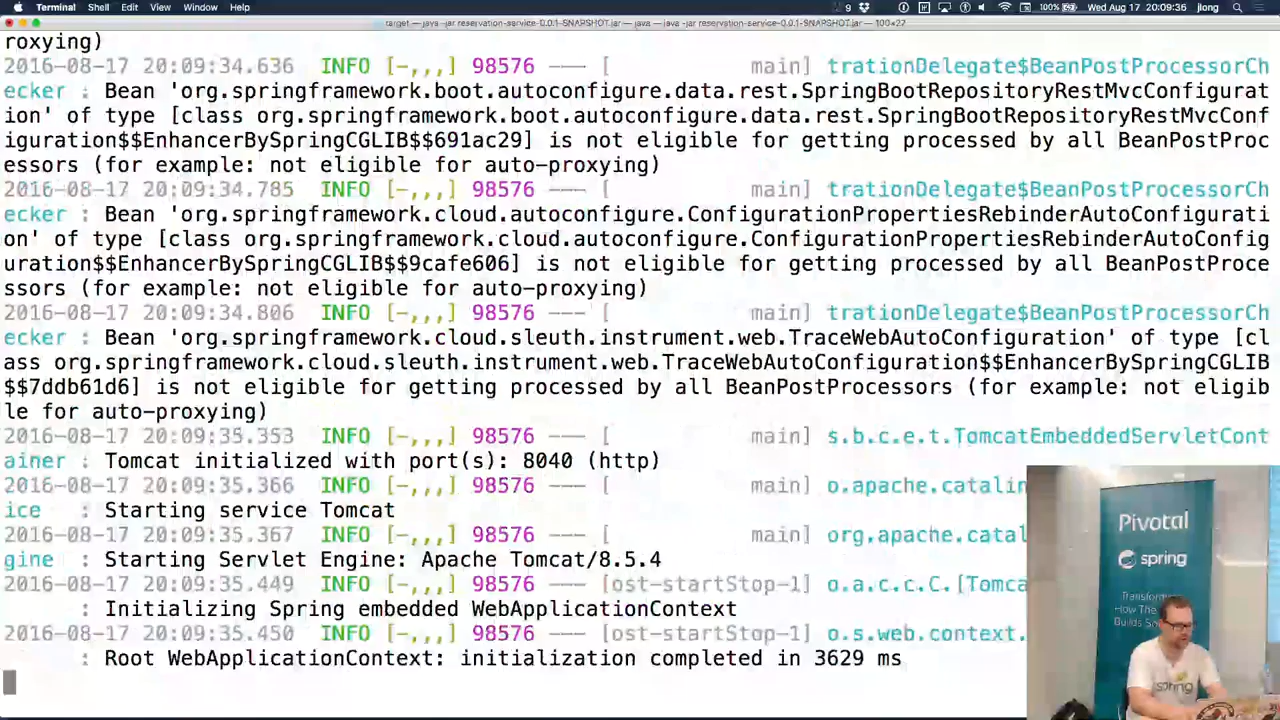 Terminal Shell Edit View Window Help 9 100% Wed Aug 17 20:09:35 jlong
target — java -jar reservation-service-0.0.1-SNAPSHOT.jar — java — java -jar reservation-service-0.0.1-SNAPSHOT.jar — 100×27
roxying)
2016-08-17 20:09:34.636 INFO [-,,,] 98576 --- [ main] trationDelegate$BeanPostProcessorCh
ecker : Bean 'org.springframework.boot.autoconfigure.data.rest.SpringBootRepositoryRestMvcConfigurat
ion' of type [class org.springframework.boot.autoconfigure.data.rest.SpringBootRepositoryRestMvcConf
iguration$$EnhancerBySpringCGLIB$$691ac29] is not eligible for getting processed by all BeanPostProc
essors (for example: not eligible for auto-proxying)
2016-08-17 20:09:34.785 INFO [-,,,] 98576 --- [ main] trationDelegate$BeanPostProcessorCh
ecker : Bean 'org.springframework.cloud.autoconfigure.ConfigurationPropertiesRebinderAutoConfigurati
on' of type [class org.springframework.cloud.autoconfigure.ConfigurationPropertiesRebinderAutoConfig
uration$$EnhancerBySpringCGLIB$$9cafe606] is not eligible for getting processed by all BeanPostProce
ssors (for example: not eligible for auto-proxying)
2016-08-17 20:09:34.806 INFO [-,,,] 98576 --- [ main] trationDelegate$BeanPostProcessorCh
ecker : Bean 'org.springframework.cloud.sleuth.instrument.web.TraceWebAutoConfiguration' of type [cl
ass org.springframework.cloud.sleuth.instrument.web.TraceWebAutoConfiguration$$EnhancerBySpringCGLIB
$$7ddb61d6] is not eligible for getting processed by all BeanPostProcessors (for example: not eligib
le for auto-proxying)
2016-08-17 20:09:35.353 INFO [-,,,] 98576 --- [ main] s.b.c.e.t.TomcatEmbeddedServletCont
ainer : Tomcat initialized with port(s): 8040 (http)
2016-08-17 20:09:35.366 INFO [-,,,] 98576 --- [ main] o.apache.catalin
ice : Starting service Tomcat
2016-08-17 20:09:35.367 INFO [-,,,] 98576 --- [ main] org.apache.catal
gine : Starting Servlet Engine: Apache Tomcat/8.5.4
2016-08-17 20:09:35.449 INFO [-,,,] 98576 --- [ost-startStop-1] o.a.c.c.C.[Tomca
: Initializing Spring embedded WebApplicationContext
2016-08-17 20:09:35.450 INFO [-,,,] 98576 --- [ost-startStop-1] o.s.web.context.
: Root WebApplicationContext: initialization completed in 3629 ms
Pivotal
spring
How The
Builds
spring